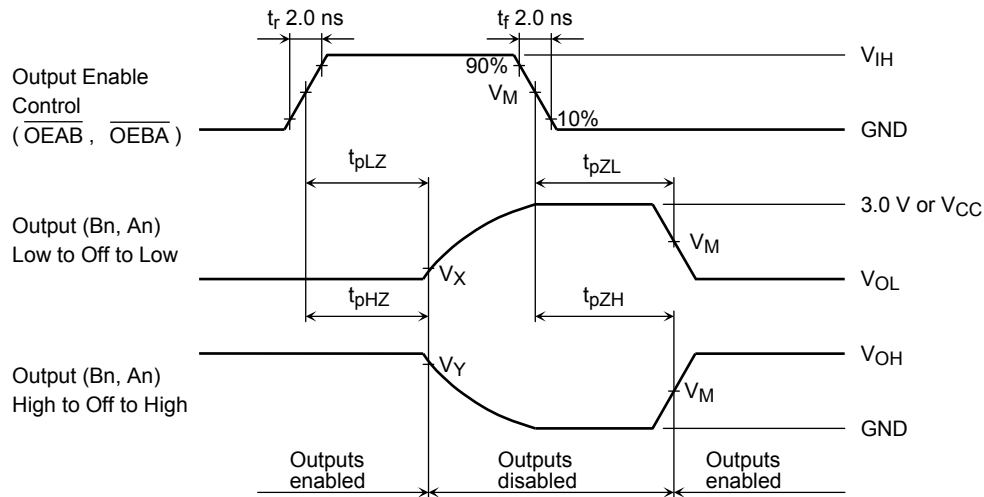 tr 2.0 ns
tf 2.0 ns
Output Enable
Control
( OEAB , OEBA )
90%
VM
10%
VIH
GND
tpLZ
tpZL
Output (Bn, An)
Low to Off to Low
VX
VM
3.0 V or VCC
VOL
tpHZ
tpZH
Output (Bn, An)
High to Off to High
VY
VM
VOH
GND
Outputs
enabled
Outputs
disabled
Outputs
enabled